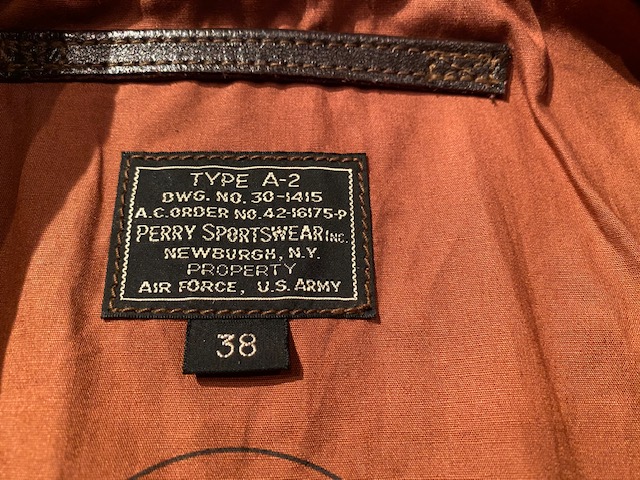 TYPE A-2
DWG. NO. 30-1415
A.C. ORDER NO. 42-16175-P
PERRY SPORTSWEAR INC.
NEWBURGH, N.Y.
PROPERTY
AIR FORCE, U.S. ARMY
38